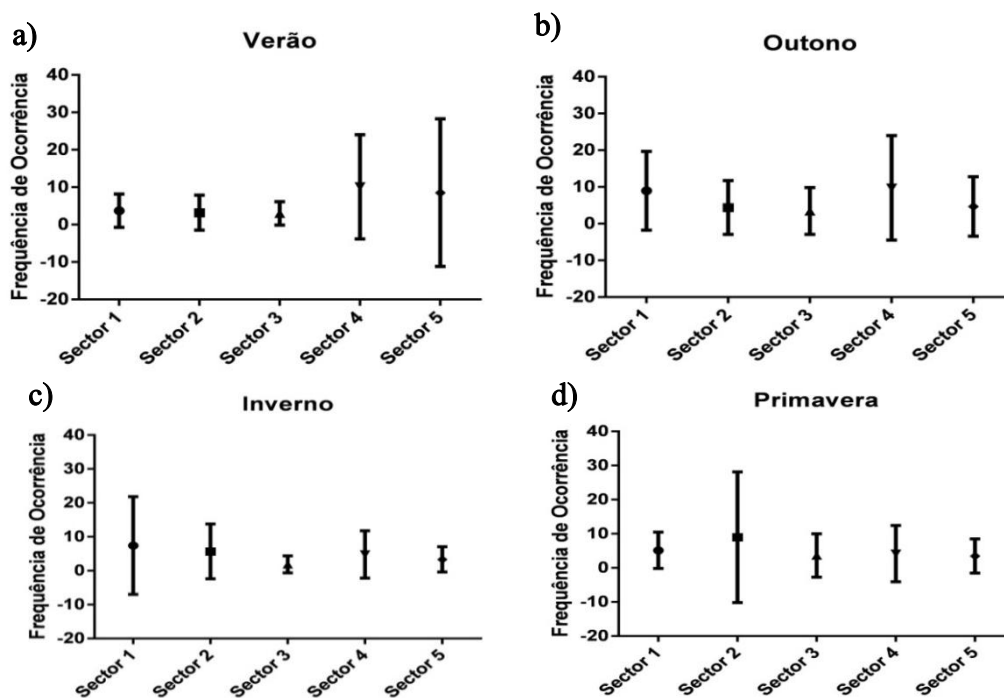 a)
Verão
Frequência de Ocorrência
40
30
20
10
0
-10
-20
Sector 1
Sector 2
Sector 3
Sector 4
Sector 5
b)
Outono
Frequência de Ocorrência
40
30
20
10
0
-10
-20
Sector 1
Sector 2
Sector 3
Sector 4
Sector 5
c)
Inverno
Frequência de Ocorrência
40
30
20
10
0
-10
-20
Sector 1
Sector 2
Sector 3
Sector 4
Sector 5
d)
Primavera
Frequência de Ocorrência
40
30
20
10
0
-10
-20
Sector 1
Sector 2
Sector 3
Sector 4
Sector 5